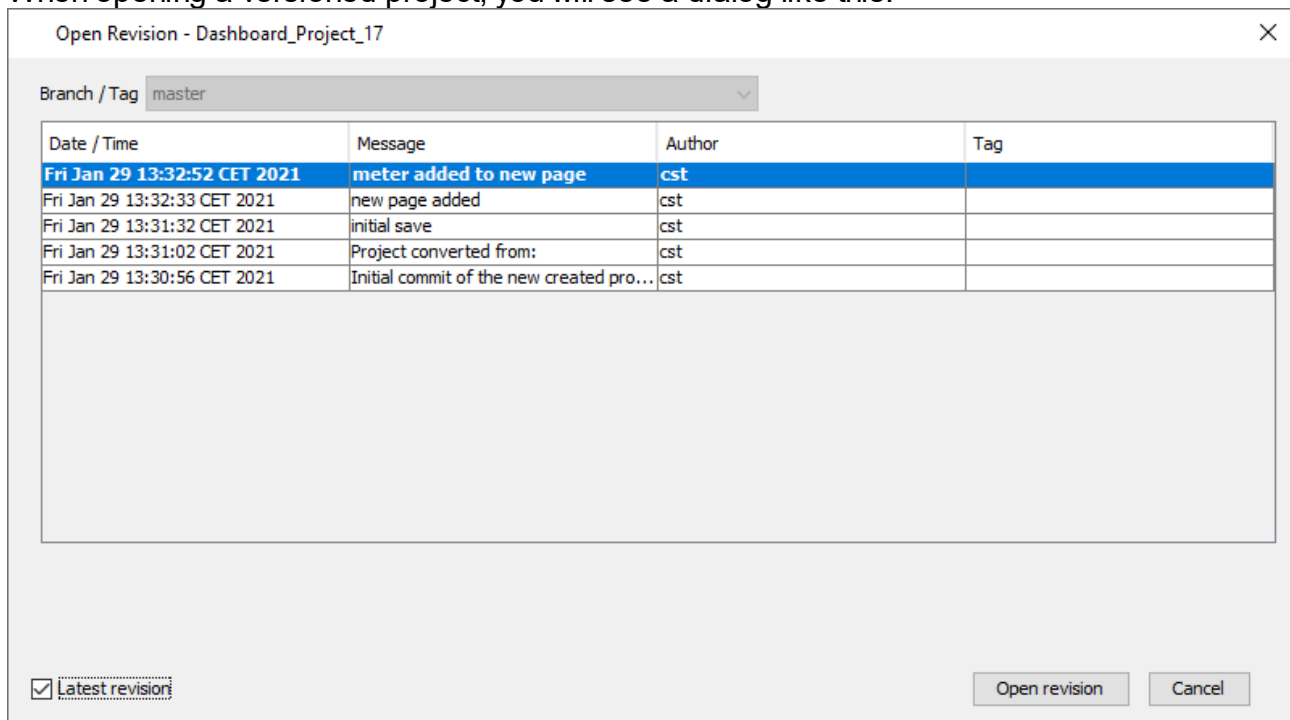 When opening a versioned project, you will see a dialog like this:
Open Revision - Dashboard_Project_17
Branch / Tag master
Date / Time Message Author Tag
Fri Jan 29 13:32:52 CET 2021 meter added to new page cst
Fri Jan 29 13:32:33 CET 2021 new page added cst
Fri Jan 29 13:31:32 CET 2021 initial save cst
Fri Jan 29 13:31:02 CET 2021 Project converted from: cst
Fri Jan 29 13:30:56 CET 2021 Initial commit of the new created pro... cst
Latest revision Open revision Cancel